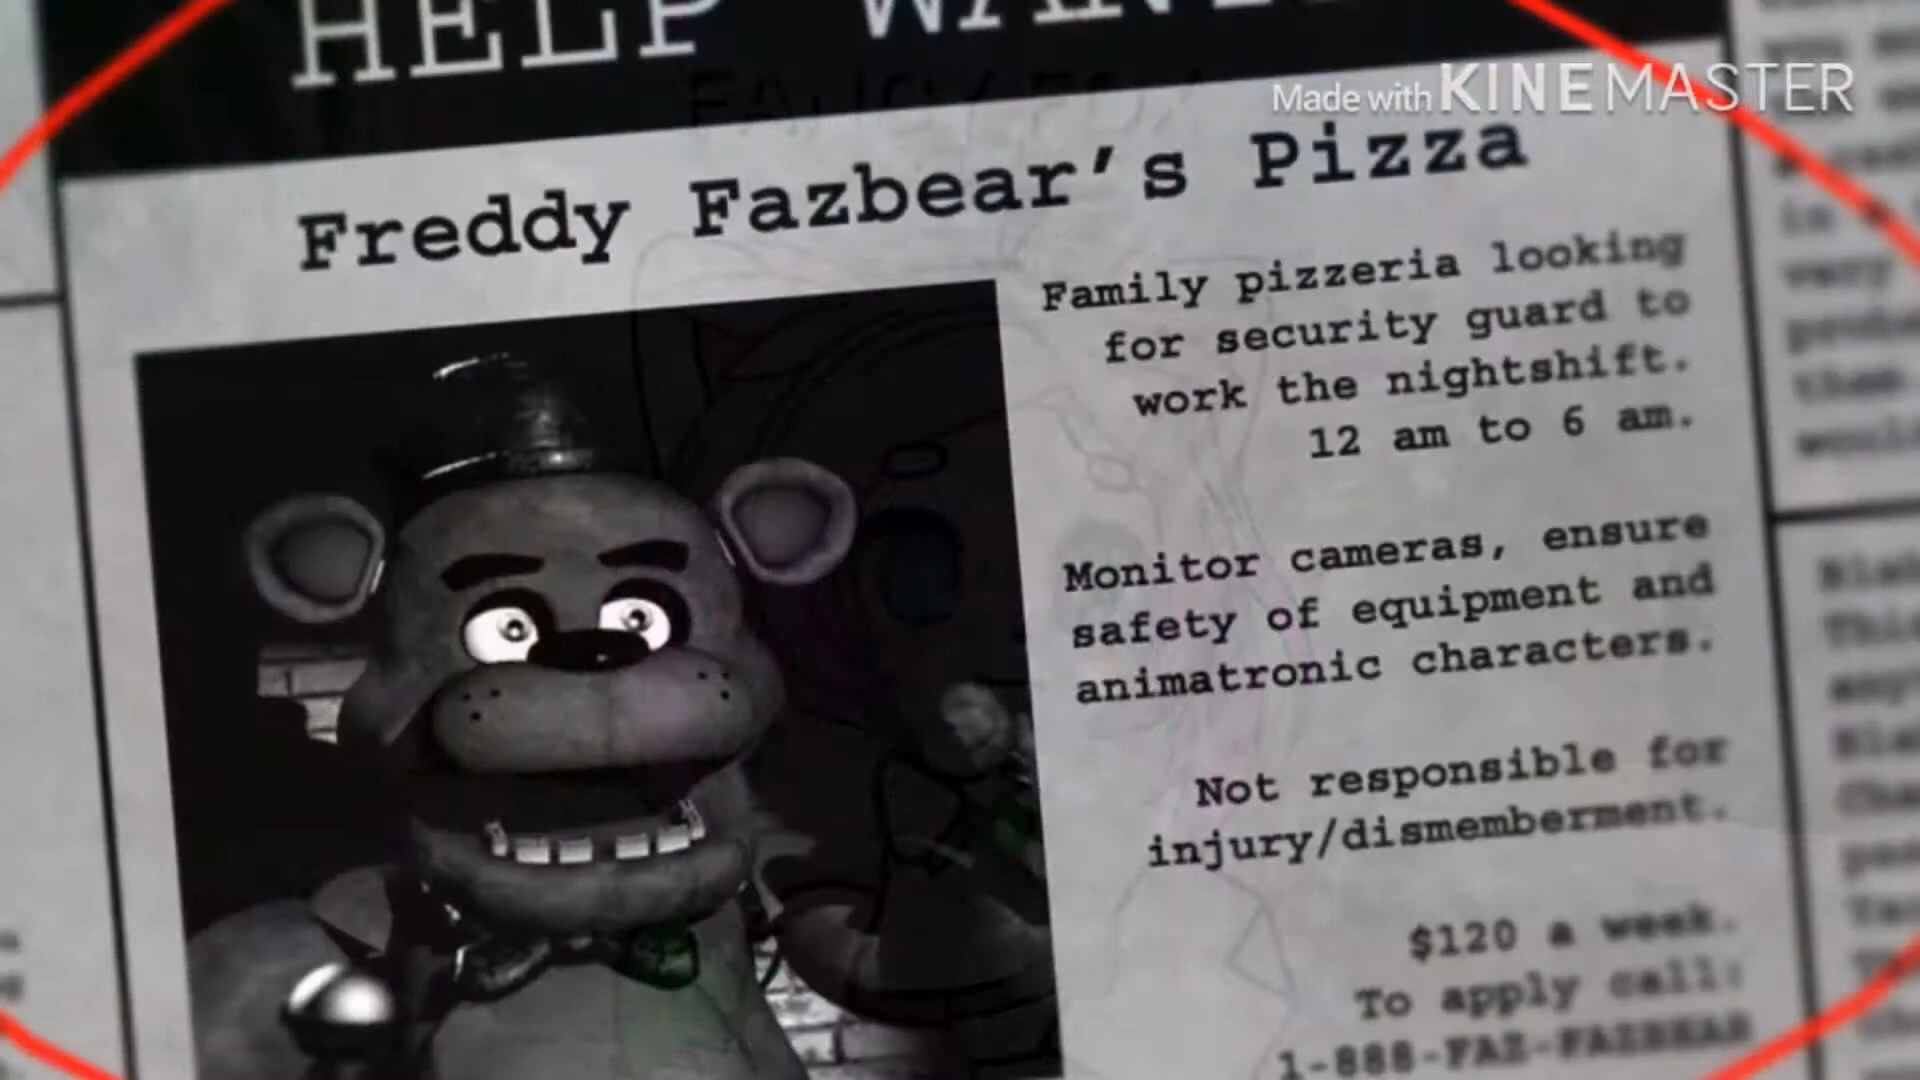 HELP WANT
Made with KINEMASTER
Freddy Fazbear's Pizza
Family pizzeria looking
for security guard to
work the nightshift.
12 am to 6 am.
Monitor cameras, ensure
safety of equipment and
animatronic characters.
Not responsible for
injury/dismemberment.
$120 a week.
To apply call:
1-888-FAZ-FAZBEAR